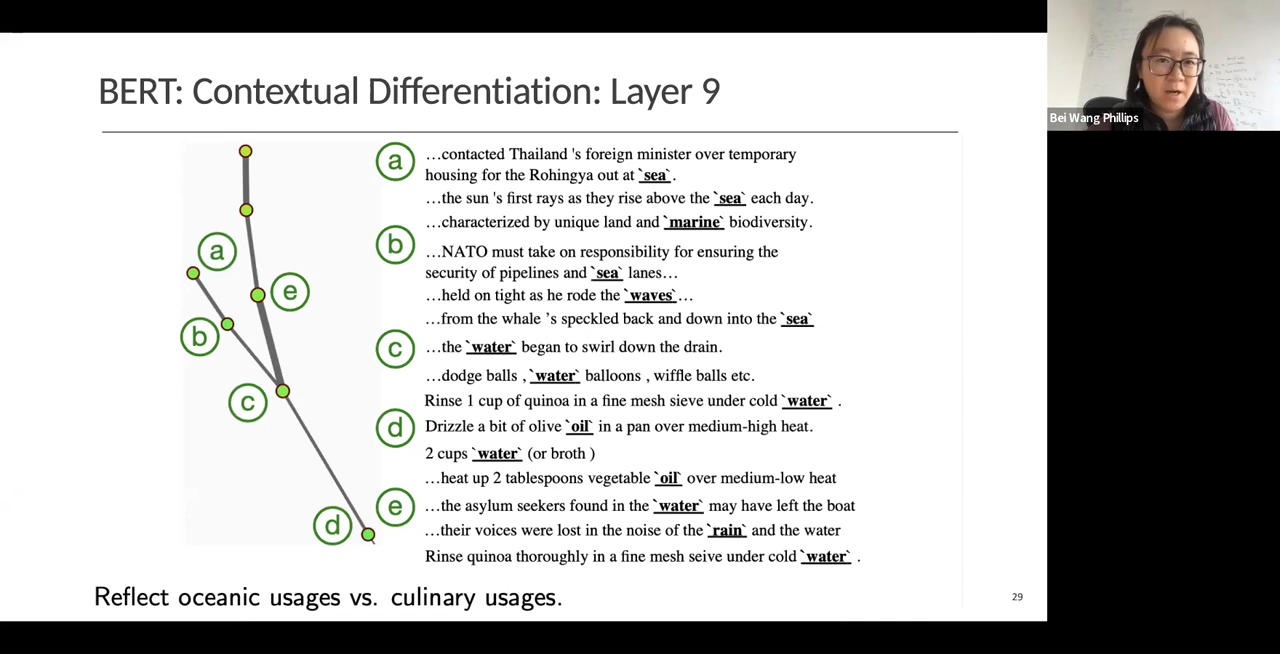 BERT: Contextual Differentiation: Layer 9
Bei Wang Phillips
a
e
b
c
d
a
…contacted Thailand 's foreign minister over temporary
housing for the Rohingya out at `sea`.
…the sun 's first rays as they rise above the `sea` each day.
…characterized by unique land and `marine` biodiversity.
b
…NATO must take on responsibility for ensuring the
security of pipelines and `sea` lanes…
…held on tight as he rode the `waves`…
…from the whale ’s speckled back and down into the `sea`
c
…the `water` began to swirl down the drain.
…dodge balls , `water` balloons , wiffle balls etc.
Rinse 1 cup of quinoa in a fine mesh sieve under cold `water` .
d
Drizzle a bit of olive `oil` in a pan over medium-high heat.
2 cups `water` (or broth )
…heat up 2 tablespoons vegetable `oil` over medium-low heat
e
…the asylum seekers found in the `water` may have left the boat
…their voices were lost in the noise of the `rain` and the water
Rinse quinoa thoroughly in a fine mesh seive under cold `water` .
Reflect oceanic usages vs. culinary usages.
29